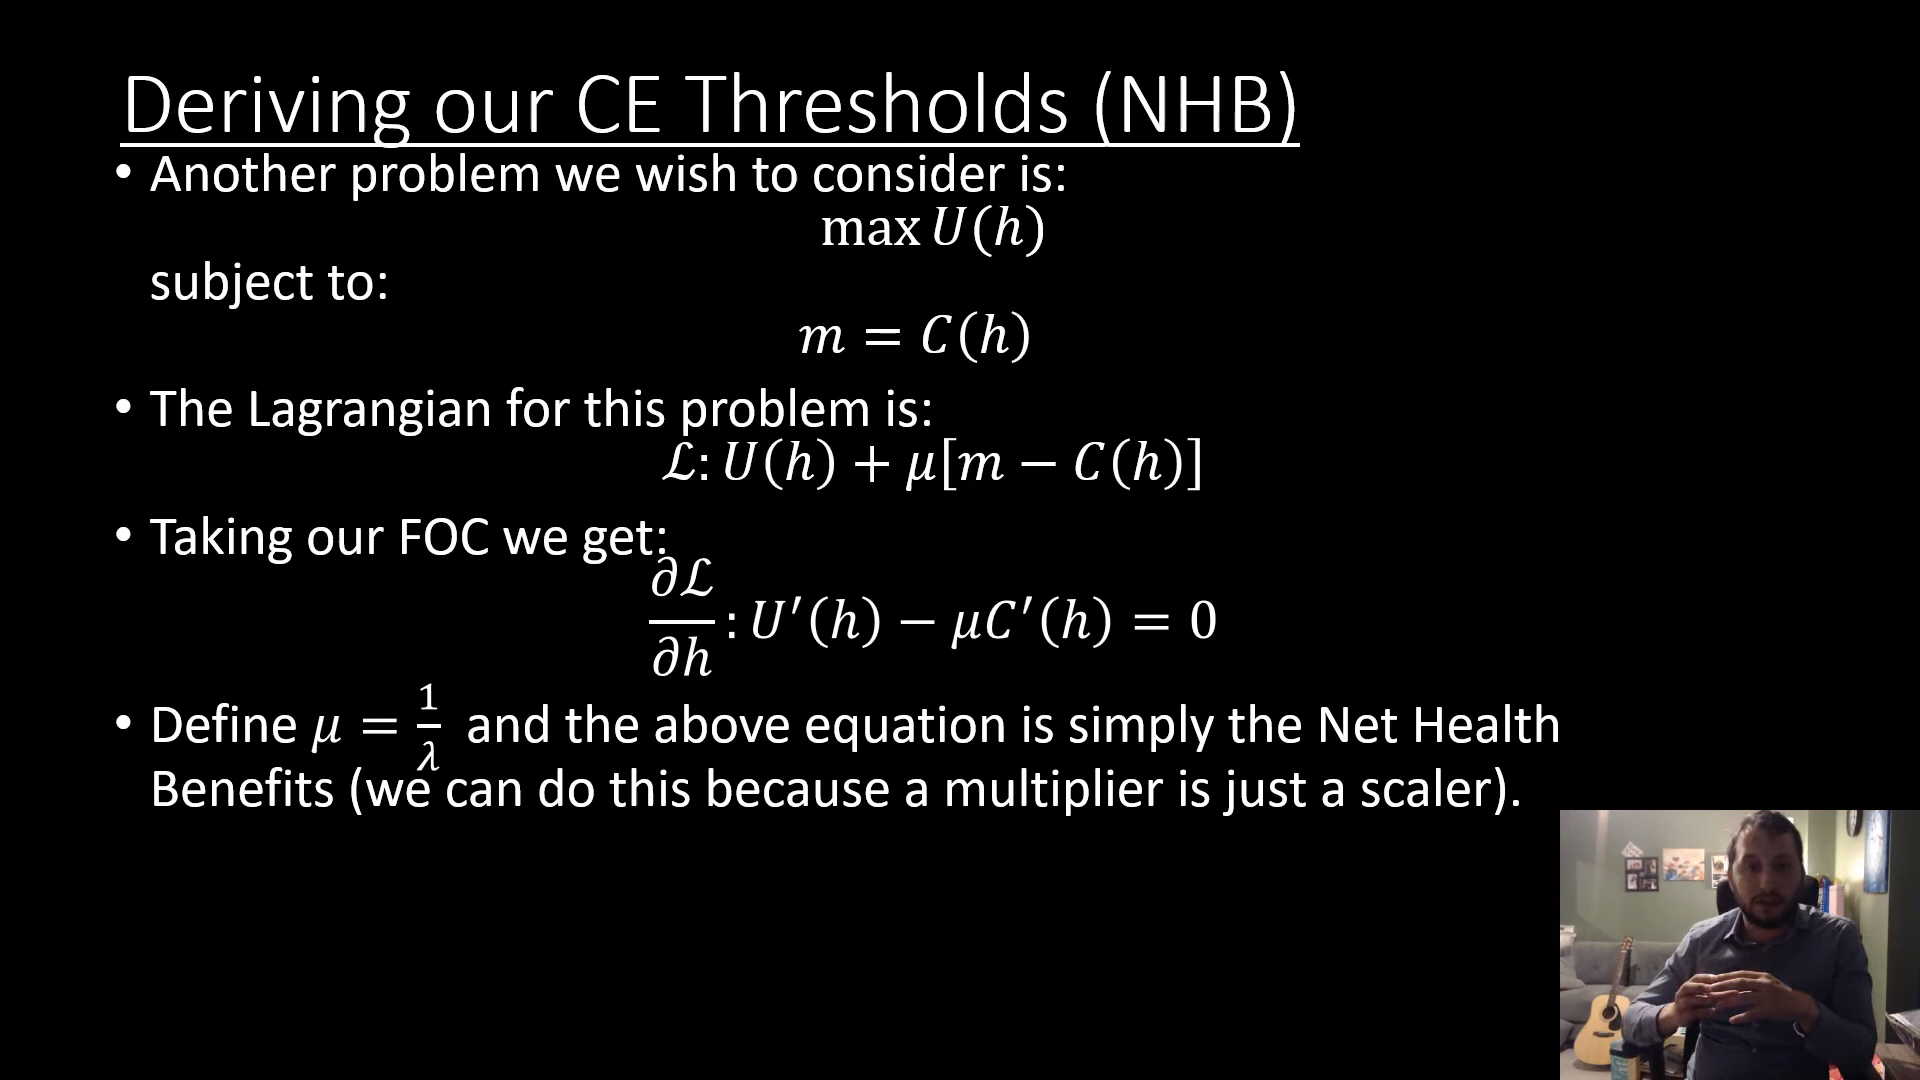 Deriving our CE Thresholds (NHB)
• Another problem we wish to consider is:
max U(h)
subject to:
m = C(h)
• The Lagrangian for this problem is:
ℒ: U(h) + μ[m − C(h)]
• Taking our FOC we get:
∂ℒ/∂h : U′(h) − μC′(h) = 0
• Define μ = 1/λ and the above equation is simply the Net Health
Benefits (we can do this because a multiplier is just a scaler).